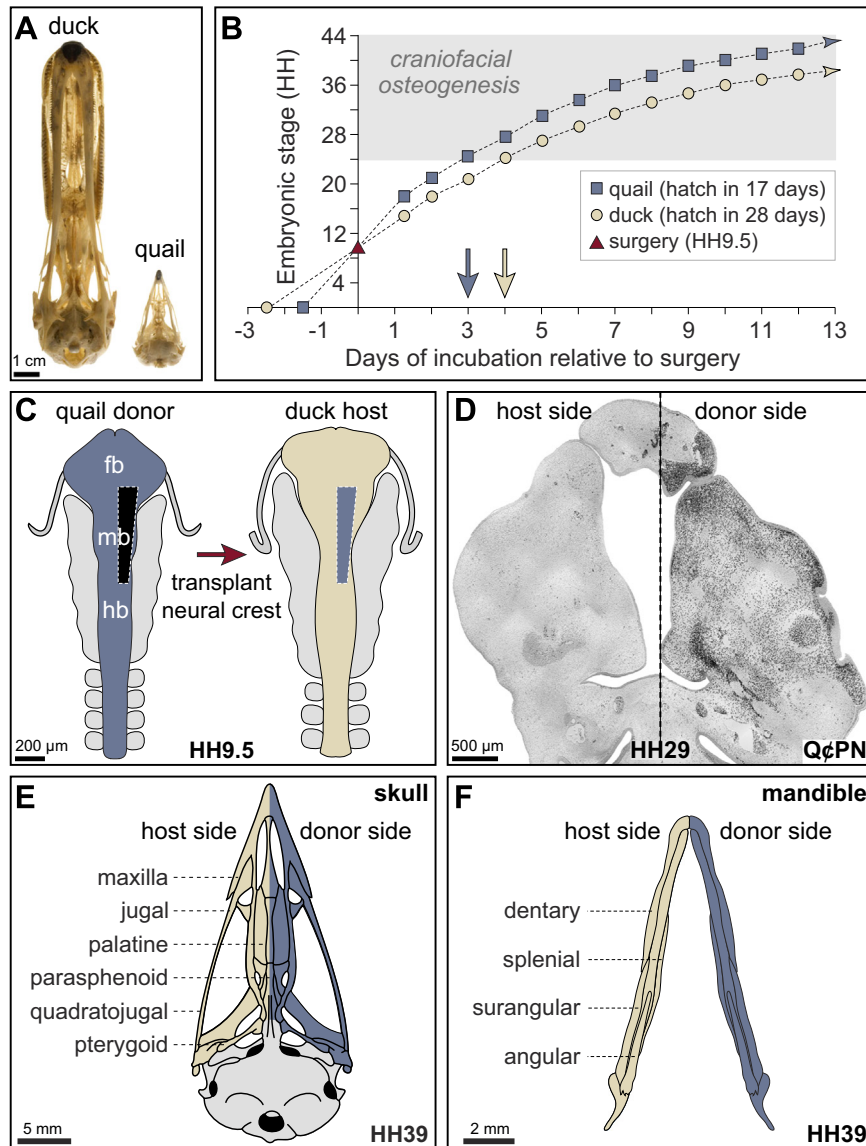 A
duck
quail
1 cm
B
Embryonic stage (HH)
44
36
28
20
12
4
craniofacial
osteogenesis
quail (hatch in 17 days)
duck (hatch in 28 days)
surgery (HH9.5)
-3
-1
1
3
5
7
9
11
13
Days of incubation relative to surgery
C
quail donor
duck host
fb
mb
hb
transplant
neural crest
200 µm
HH9.5
D
host side
donor side
500 µm
HH29
Q¢PN
E
skull
host side
donor side
maxilla
jugal
palatine
parasphenoid
quadratojugal
pterygoid
5 mm
HH39
F
mandible
host side
donor side
dentary
splenial
surangular
angular
2 mm
HH39